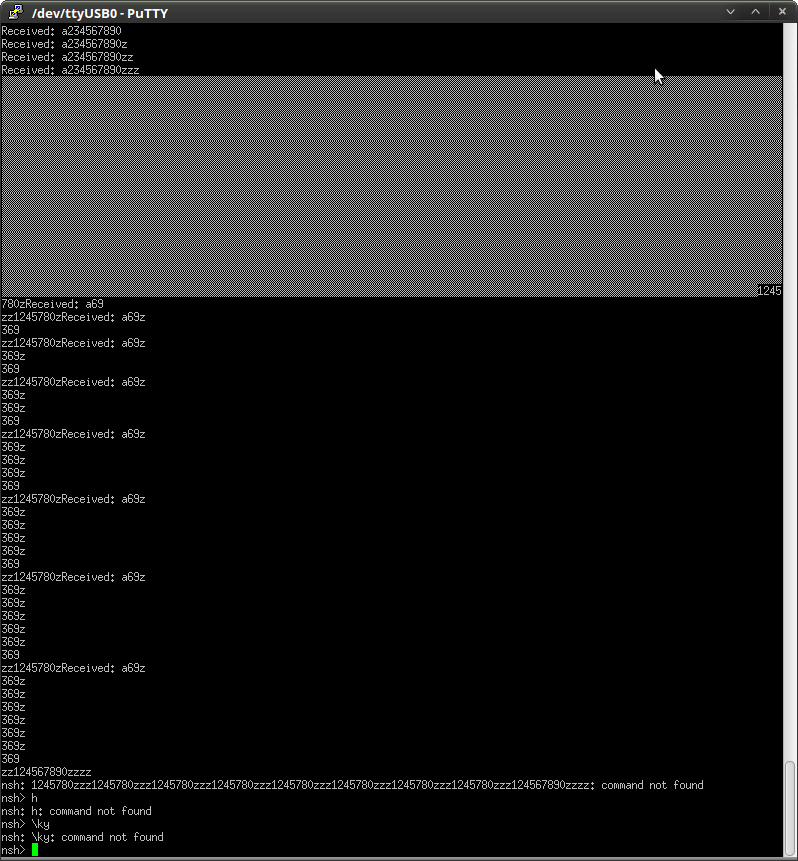 /dev/ttyUSB0 - PuTTY
Received: a234567890
Received: a234567890z
Received: a234567890zz
Received: a234567890zzz
1245
780zReceived: a69
zz1245780zReceived: a69z
369
zz1245780zReceived: a69z
369z
369
zz1245780zReceived: a69z
369z
369z
369
zz1245780zReceived: a69z
369z
369z
369z
369
zz1245780zReceived: a69z
369z
369z
369z
369z
369
zz1245780zReceived: a69z
369z
369z
369z
369z
369z
369
zz1245780zReceived: a69z
369z
369z
369z
369z
369z
369z
369
zz124567890zzzz
nsh: 1245780zzz1245780zzz1245780zzz1245780zzz1245780zzz1245780zzz1245780zzz124567890zzzz: command not found
nsh> h
nsh: h: command not found
nsh> \ky
nsh: \ky: command not found
nsh>